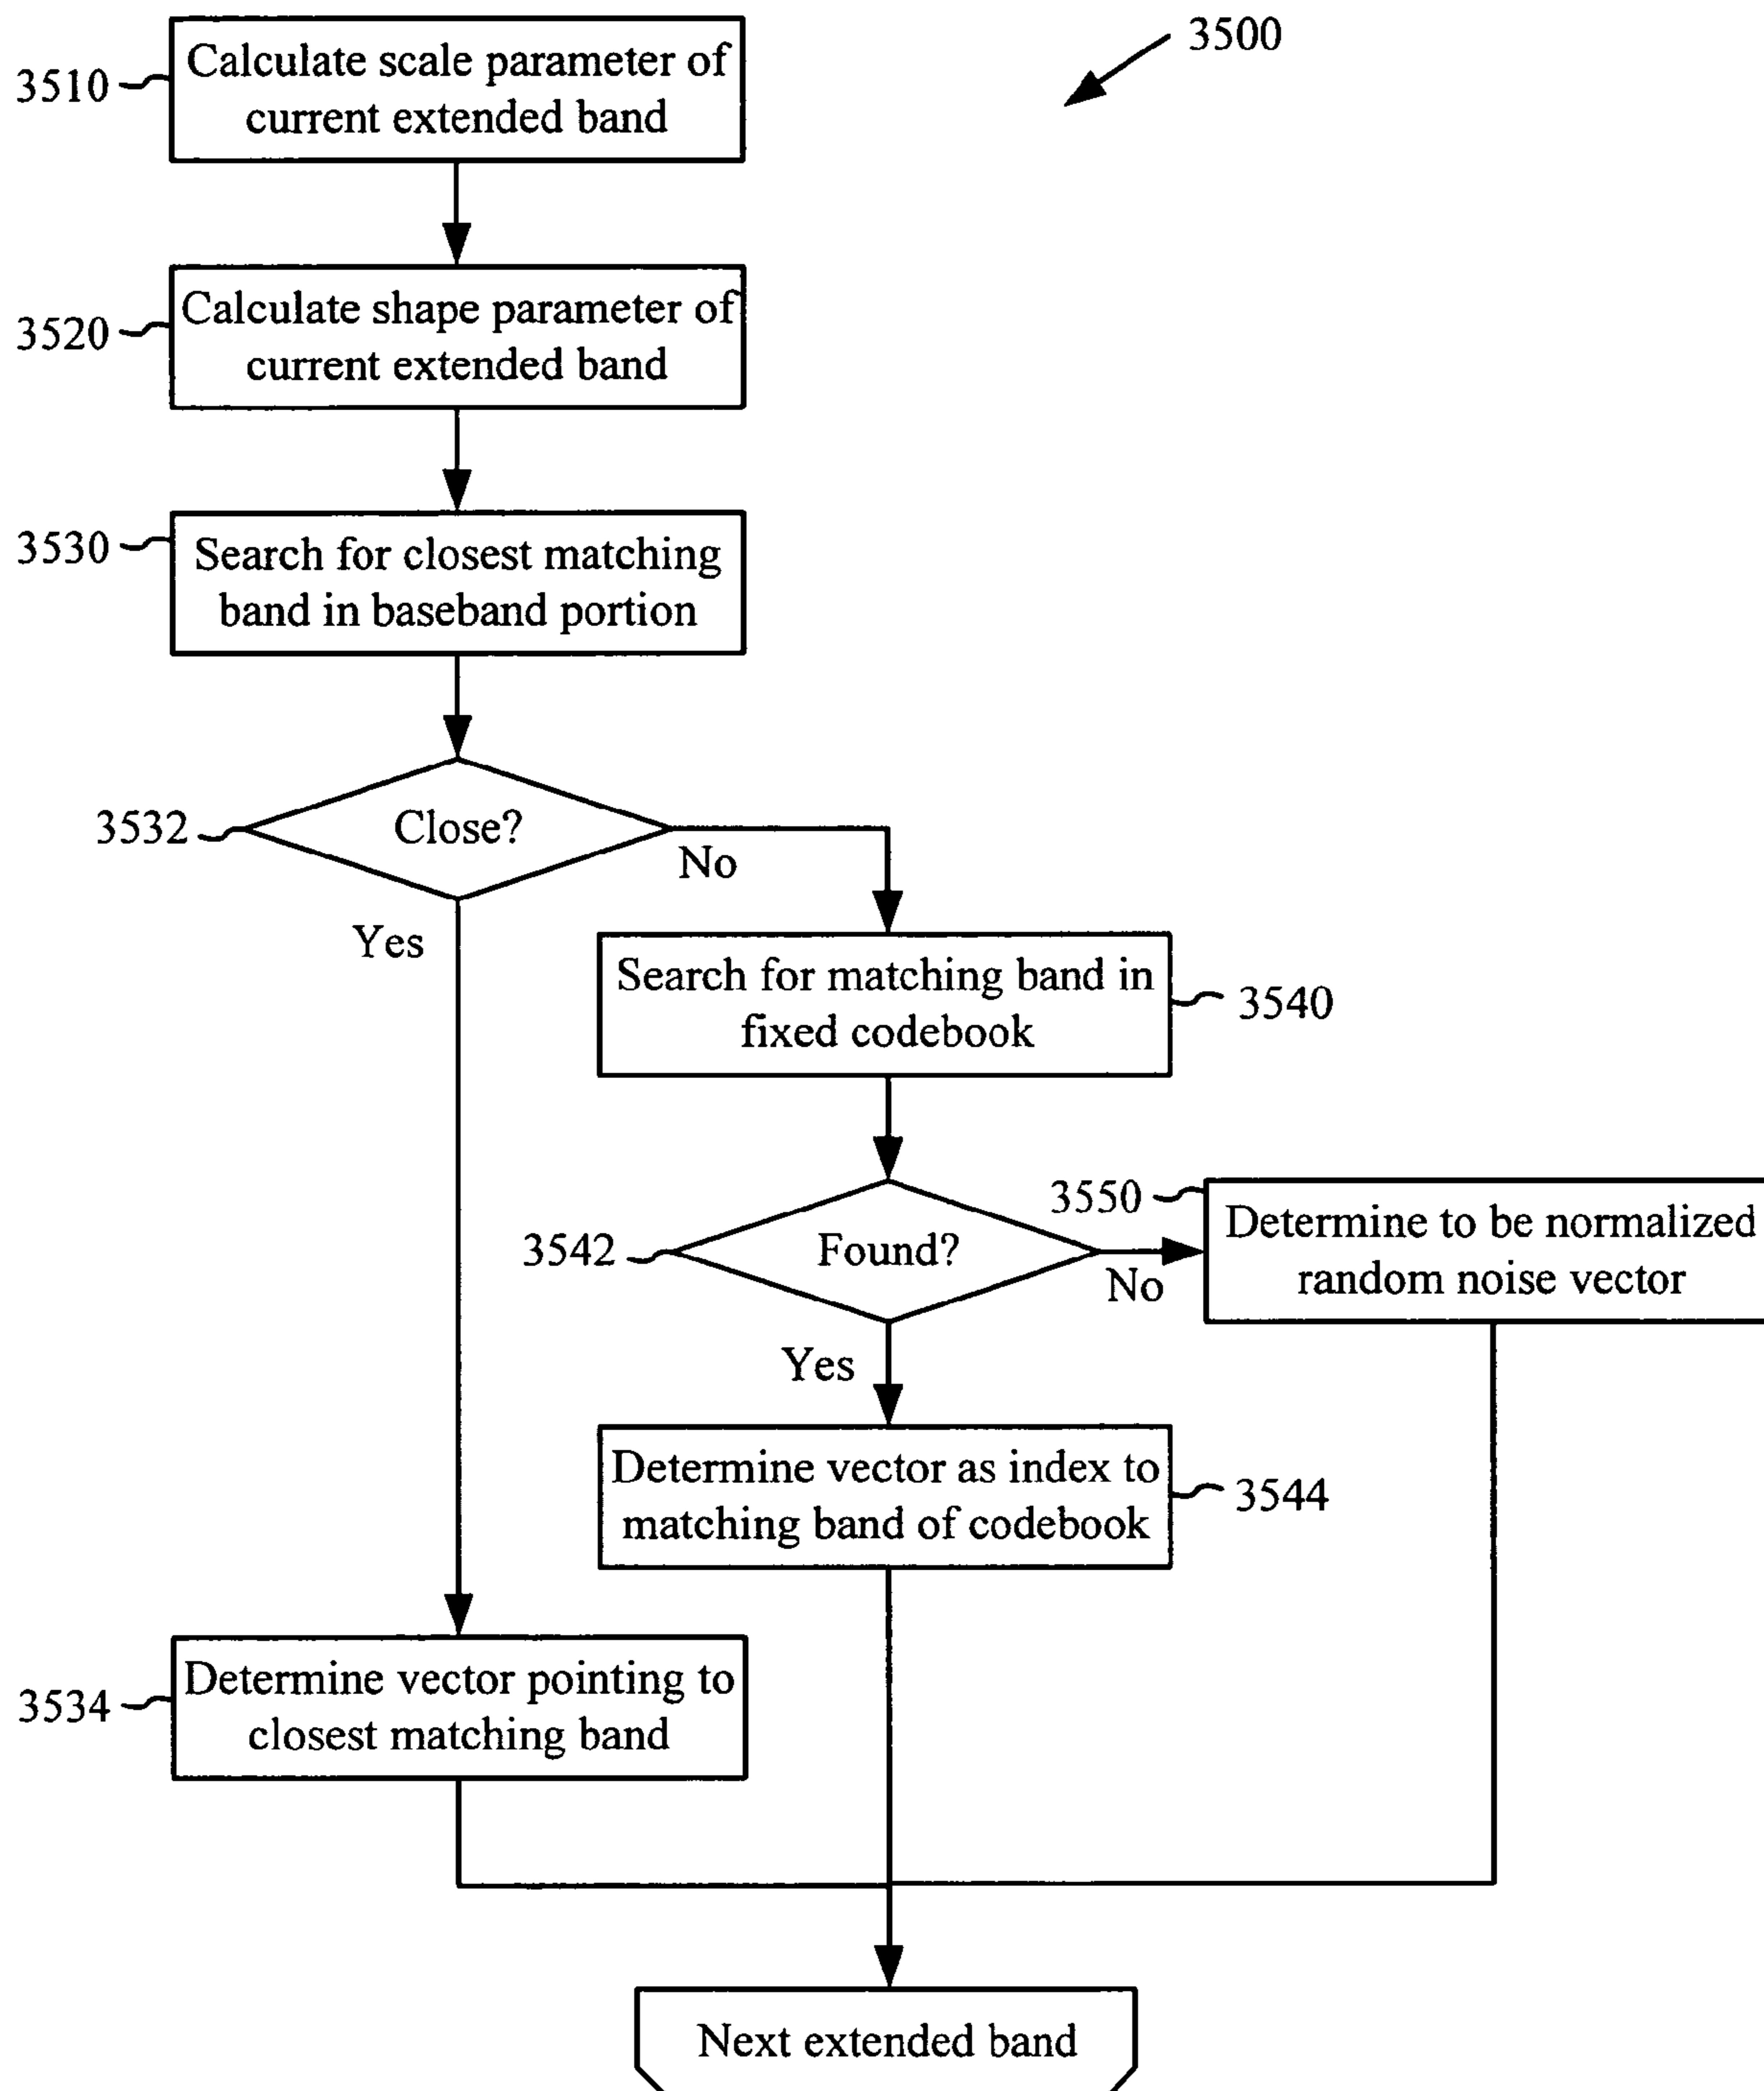 3500
3510
Calculate scale parameter of
current extended band
3520
Calculate shape parameter of
current extended band
3530
Search for closest matching
band in baseband portion
3532
Close?
No
Yes
Search for matching band in
fixed codebook
3540
3542
Found?
No
3550
Determine to be normalized
random noise vector
Yes
Determine vector as index to
matching band of codebook
3544
3534
Determine vector pointing to
closest matching band
Next extended band